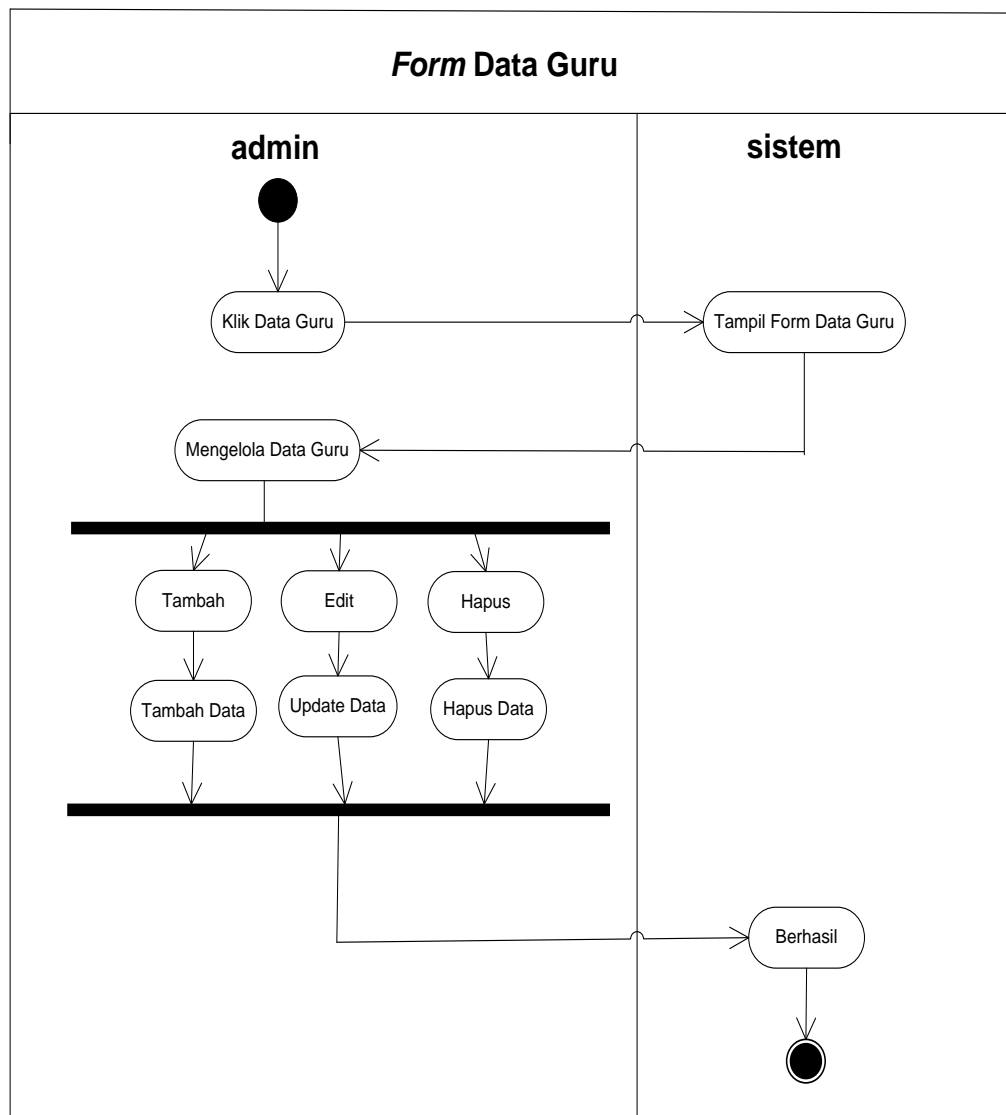 Form Data Guru
admin
sistem
Klik Data Guru
Tampil Form Data Guru
Mengelola Data Guru
Tambah
Edit
Hapus
Tambah Data
Update Data
Hapus Data
Berhasil